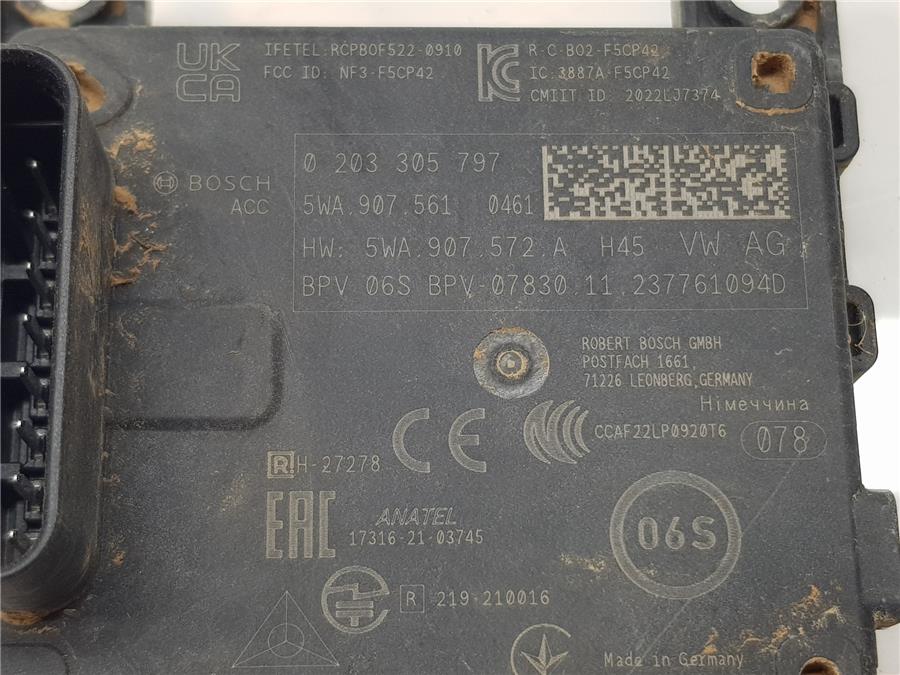 UK
CA
IFETEL:RCPBOF522-0910
FCC ID: NF3-F5CP42
R-C-BO2-F5CP42
IC:3887A-F5CP42
CMIIT ID: 2022LJ7374
BOSCH
ACC
0 203 305 797
5WA.907.561 0461
HW: 5WA.907.572.A H45 VW AG
BPV 06S BPV-07830.11.237761094D
ROBERT BOSCH GMBH
POSTFACH 1661,
71226 LEONBERG,GERMANY
Німеччина
CE
CCAF22LP0920T6
078
R H-27278
EAC
ANATEL
17316-21-03745
06S
R 219-210016
Made in Germany